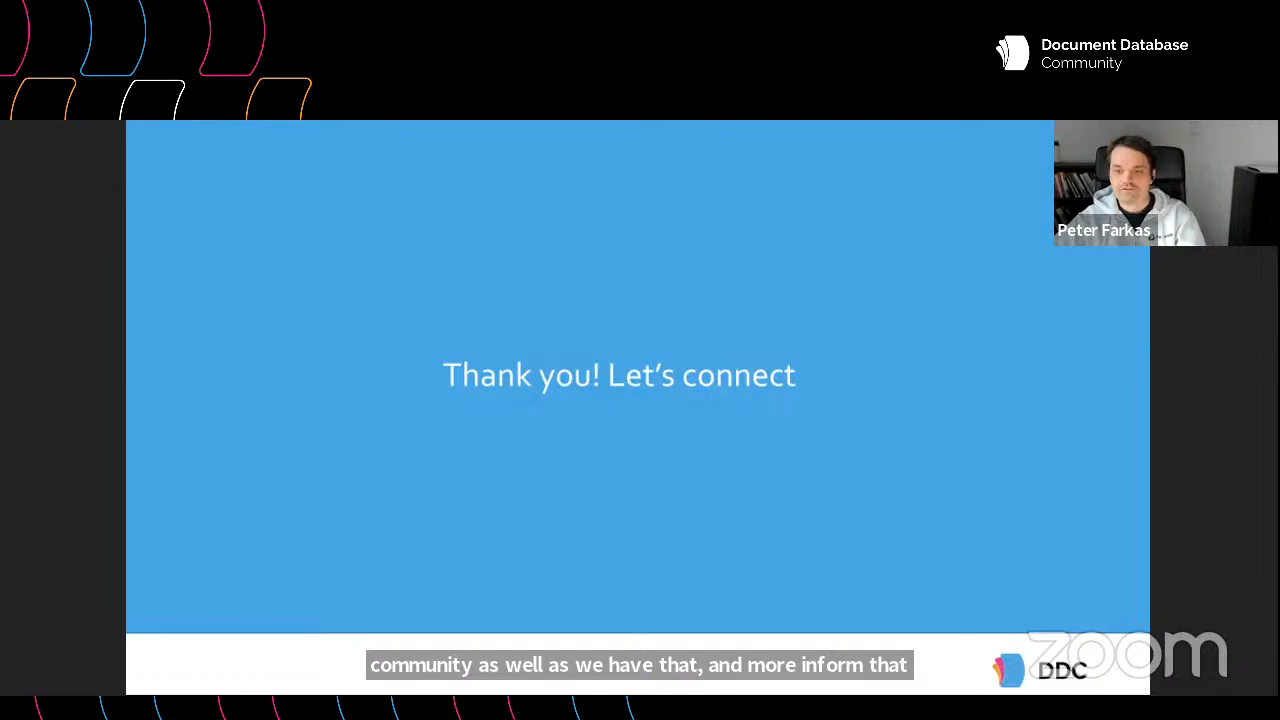 Document Database
Community
Peter Farkas
Thank you! Let's connect
community as well as we have that, and more inform that
DDC
zoom